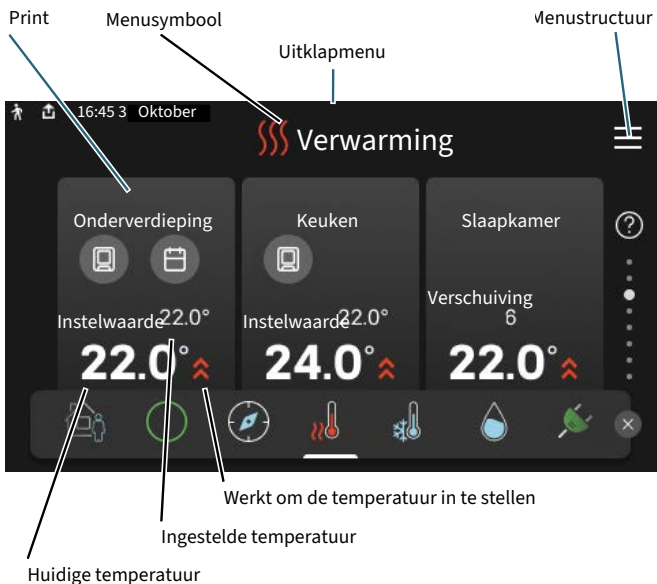 Print
Menusymbool
Menustructuur
Uitklapmenu
16:45 3 Oktober
Verwarming
Onderverdieping
Keuken
Slaapkamer
?
Verschuiving
Instelwaarde 22.0°
Instelwaarde 22.0°
6
22.0°
24.0°
22.0°
Werkt om de temperatuur in te stellen
Ingestelde temperatuur
Huidige temperatuur